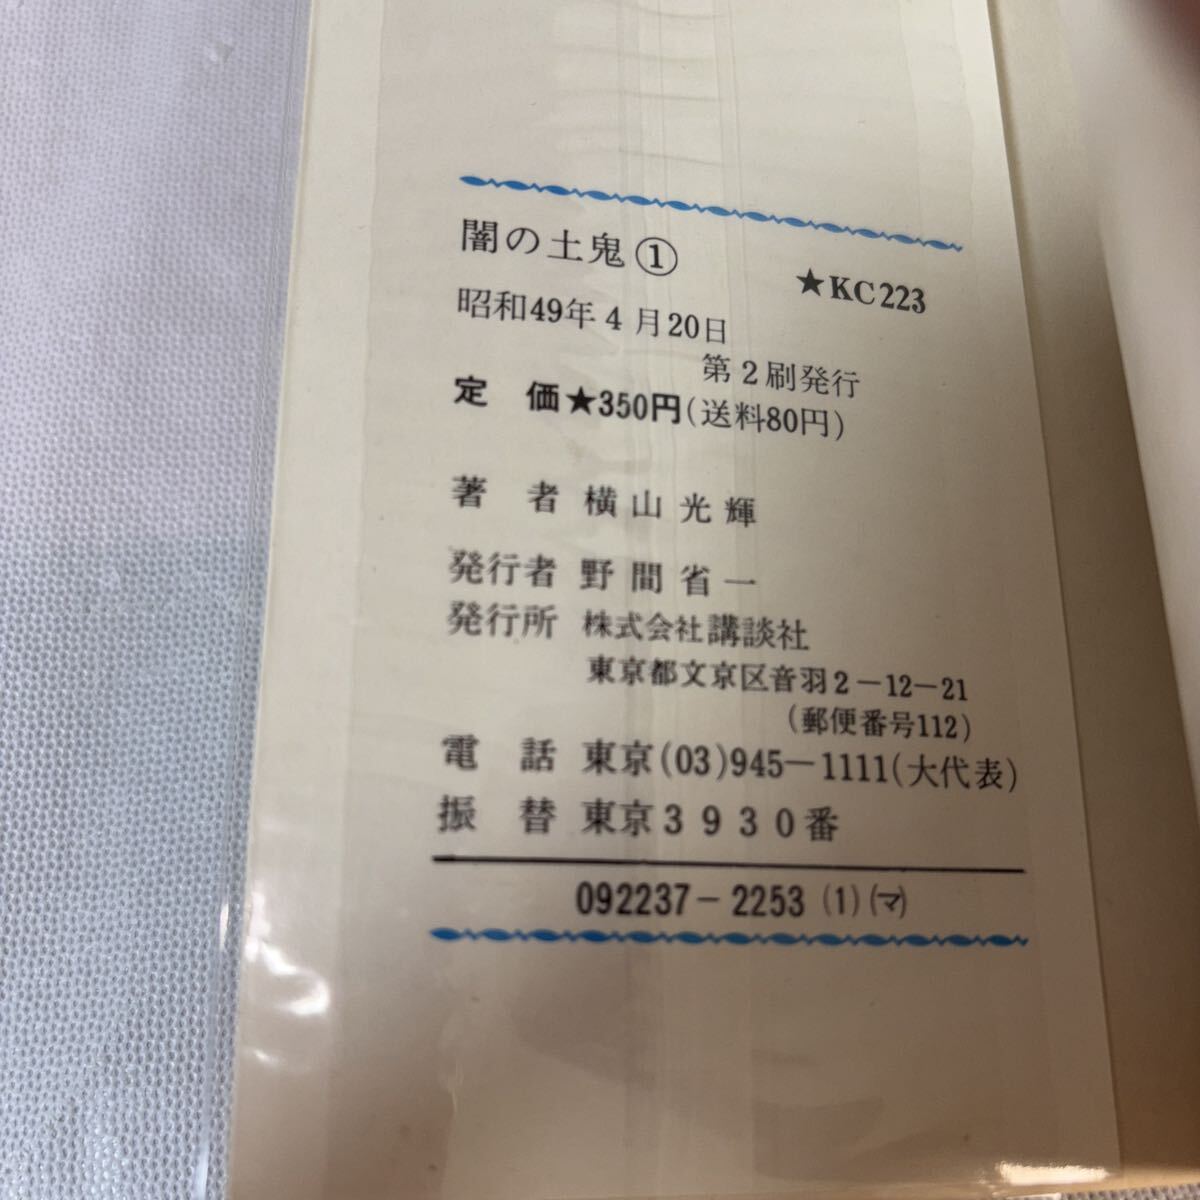 闇の土鬼①
★KC223
昭和49年4月20日
第2刷発行
定　価★350円(送料80円)
著　者 横山光輝
発行者 野間省一
発行所 株式会社講談社
東京都文京区音羽2－12－21
(郵便番号112)
電　話 東京(03)945－1111(大代表)
振　替 東京3930番
092237－2253 (1)(マ)